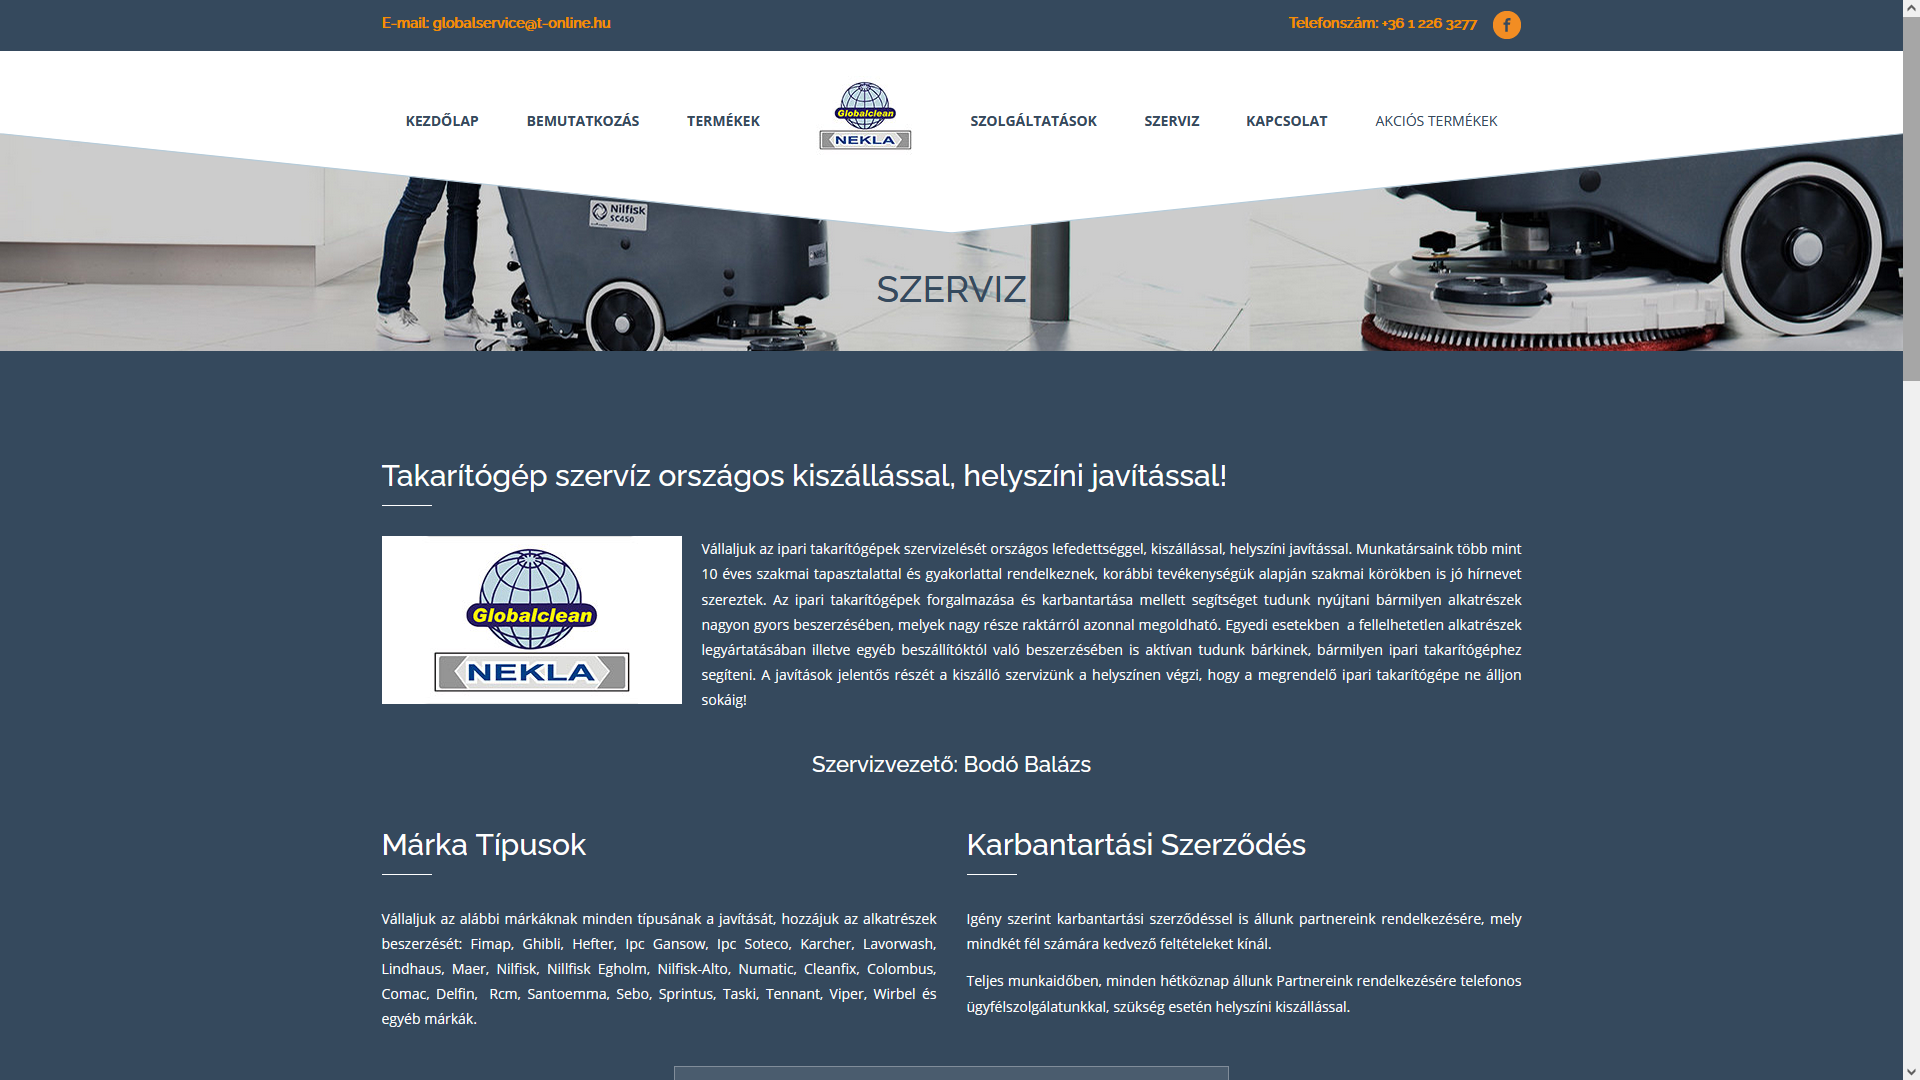 E-mail: globalservice@t-online.hu
Telefonszám: +36 1 226 3277
KEZDŐLAP
BEMUTATKOZÁS
TERMÉKEK
Globalclean
NEKLA
SZOLGÁLTATÁSOK
SZERVIZ
KAPCSOLAT
AKCIÓS TERMÉKEK
Nilfisk
SC450
SZERVIZ
Takarítógép szervíz országos kiszállással, helyszíni javítással!
Globalclean
NEKLA
Vállaljuk az ipari takarítógépek szervizelését országos lefedettséggel, kiszállással, helyszíni javítással. Munkatársaink több mint
10 éves szakmai tapasztalattal és gyakorlattal rendelkeznek, korábbi tevékenységük alapján szakmai körökben is jó hírnevet
szereztek. Az ipari takarítógépek forgalmazása és karbantartása mellett segítséget tudunk nyújtani bármilyen alkatrészek
nagyon gyors beszerzésében, melyek nagy része raktárról azonnal megoldható. Egyedi esetekben a fellelhetetlen alkatrészek
legyártatásában illetve egyéb beszállítóktól való beszerzésében is aktívan tudunk bárkinek, bármilyen ipari takarítógéphez
segíteni. A javítások jelentős részét a kiszálló szervizünk a helyszínen végzi, hogy a megrendelő ipari takarítógépe ne álljon
sokáig!
Szervizvezető: Bodó Balázs
Márka Típusok
Vállaljuk az alábbi márkáknak minden típusának a javítását, hozzájuk az alkatrészek
beszerzését: Fimap, Ghibli, Hefter, Ipc Gansow, Ipc Soteco, Karcher, Lavorwash,
Lindhaus, Maer, Nilfisk, Nillfisk Egholm, Nilfisk-Alto, Numatic, Cleanfix, Colombus,
Comac, Delfin, Rcm, Santoemma, Sebo, Sprintus, Taski, Tennant, Viper, Wirbel és
egyéb márkák.
Karbantartási Szerződés
Igény szerint karbantartási szerződéssel is állunk partnereink rendelkezésére, mely
mindkét fél számára kedvező feltételeket kínál.
Teljes munkaidőben, minden hétköznap állunk Partnereink rendelkezésére telefonos
ügyfélszolgálatunkkal, szükség esetén helyszíni kiszállással.